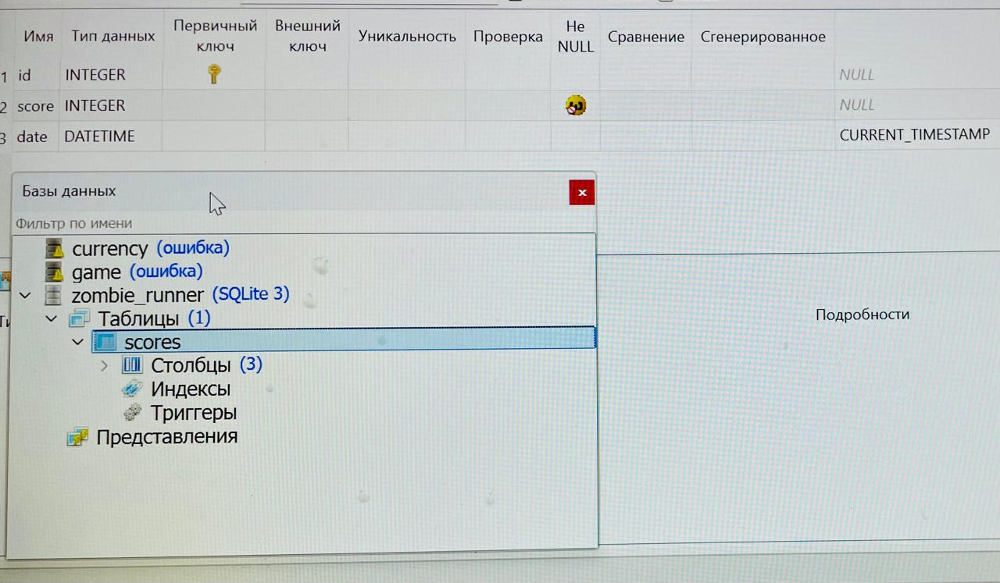 Имя Тип данных Первичный ключ Внешний ключ Уникальность Проверка Не NULL Сравнение Сгенерированное
1 id INTEGER NULL
2 score INTEGER NULL
3 date DATETIME CURRENT_TIMESTAMP
Базы данных
Фильтр по имени
currency (ошибка)
game (ошибка)
zombie_runner (SQLite 3)
Таблицы (1)
Подробности
scores
Столбцы (3)
Индексы
Триггеры
Представления